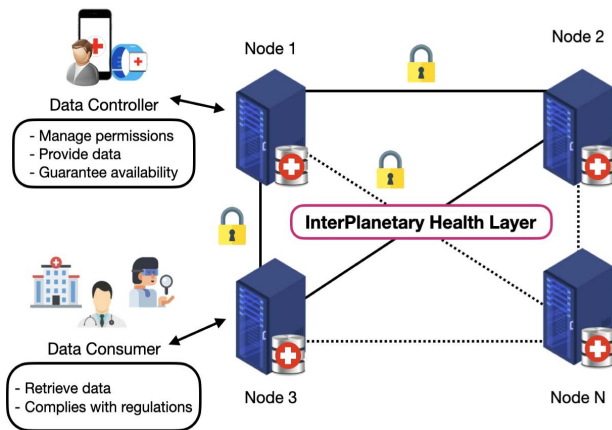 Node 1
Node 2
Data Controller
- Manage permissions
- Provide data
- Guarantee availability
InterPlanetary Health Layer
Data Consumer
- Retrieve data
- Complies with regulations
Node 3
Node N